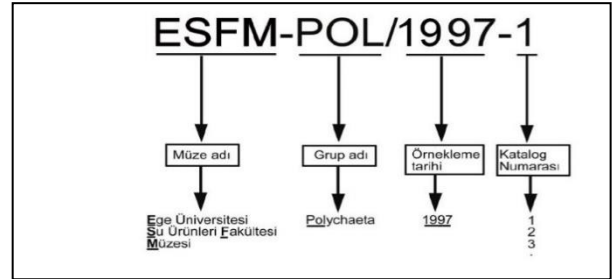 ESFM-POL/1997-1
Müze adı
Grup adı
Örnekleme tarihi
Katalog Numarası
Ege Üniversitesi
Su Ürünleri Fakültesi
Müzesi
Polychaeta
1997
1
2
3
.